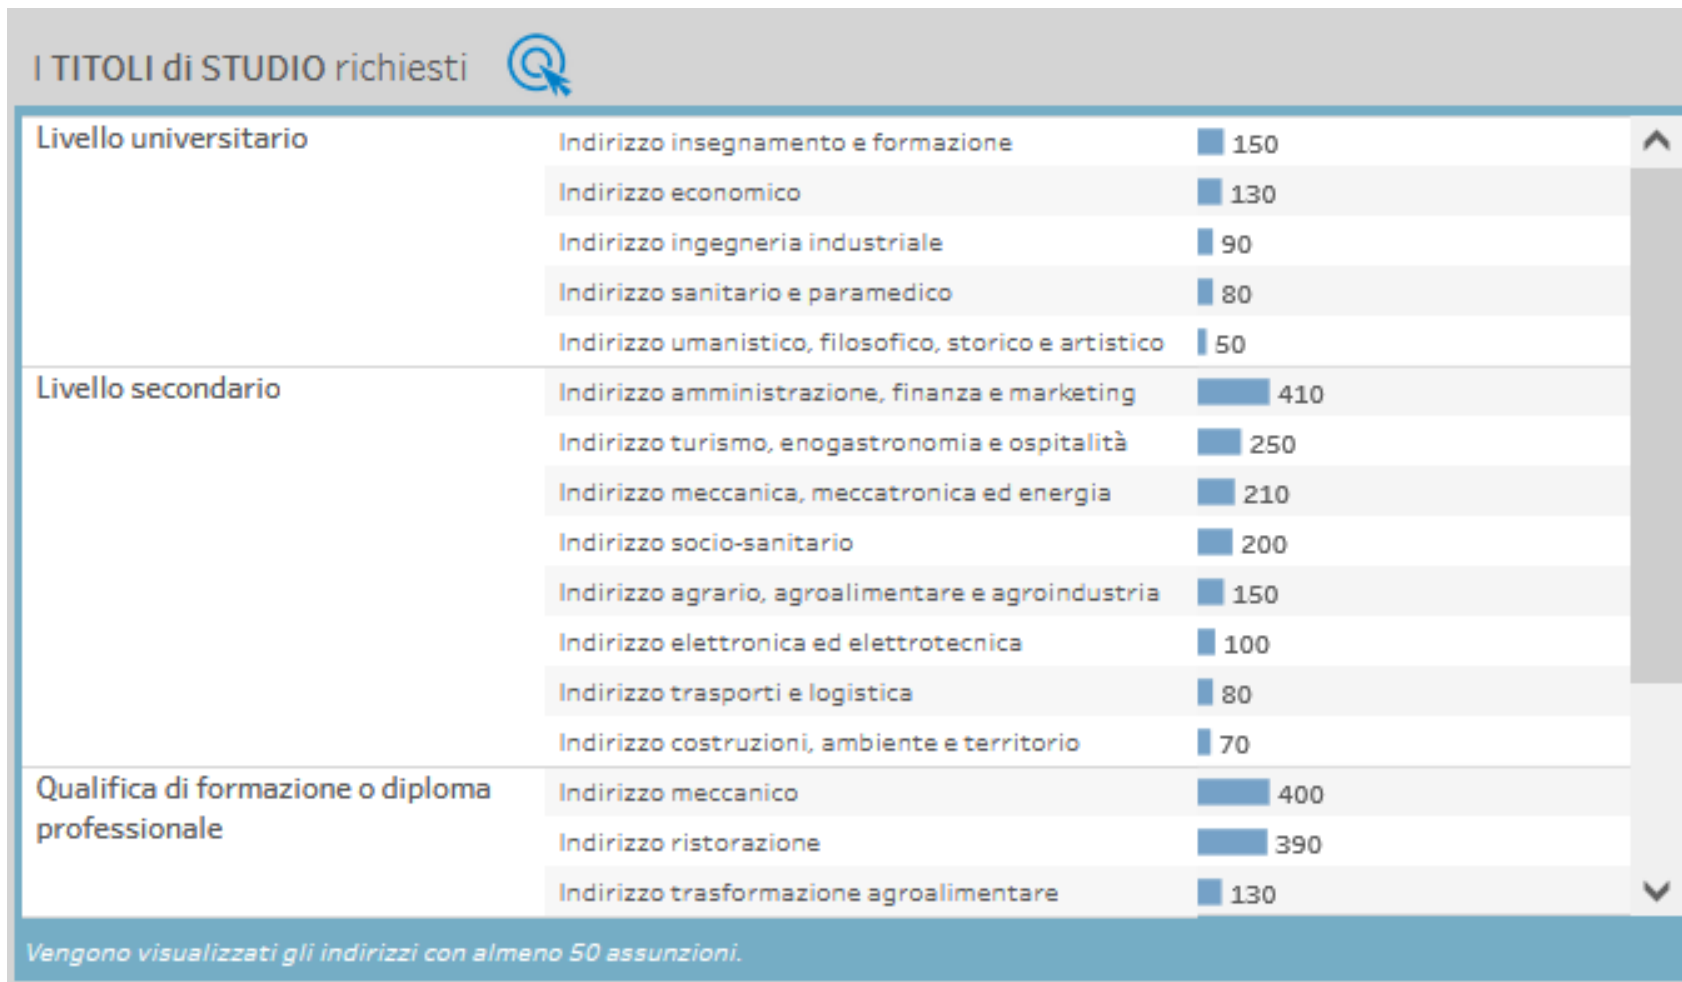 I TITOLI di STUDIO richiesti
Livello universitario
Indirizzo insegnamento e formazione 150
Indirizzo economico 130
Indirizzo ingegneria industriale 90
Indirizzo sanitario e paramedico 80
Indirizzo umanistico, filosofico, storico e artistico 50
Livello secondario
Indirizzo amministrazione, finanza e marketing 410
Indirizzo turismo, enogastronomia e ospitalità 250
Indirizzo meccanica, meccatronica ed energia 210
Indirizzo socio-sanitario 200
Indirizzo agrario, agroalimentare e agroindustria 150
Indirizzo elettronica ed elettrotecnica 100
Indirizzo trasporti e logistica 80
Indirizzo costruzioni, ambiente e territorio 70
Qualifica di formazione o diploma
professionale
Indirizzo meccanico 400
Indirizzo ristorazione 390
Indirizzo trasformazione agroalimentare 130
Vengono visualizzati gli indirizzi con almeno 50 assunzioni.